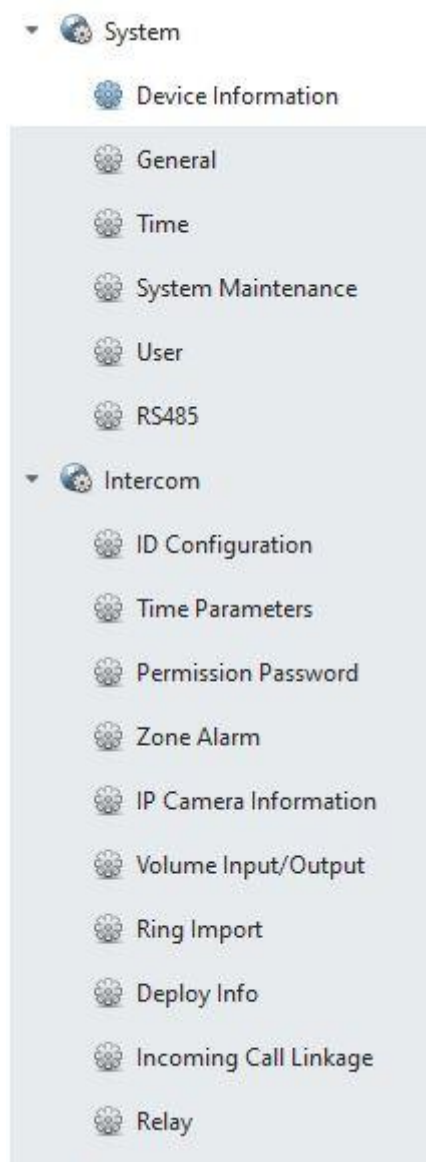 System
Device Information
General
Time
System Maintenance
User
RS485
Intercom
ID Configuration
Time Parameters
Permission Password
Zone Alarm
IP Camera Information
Volume Input/Output
Ring Import
Deploy Info
Incoming Call Linkage
Relay